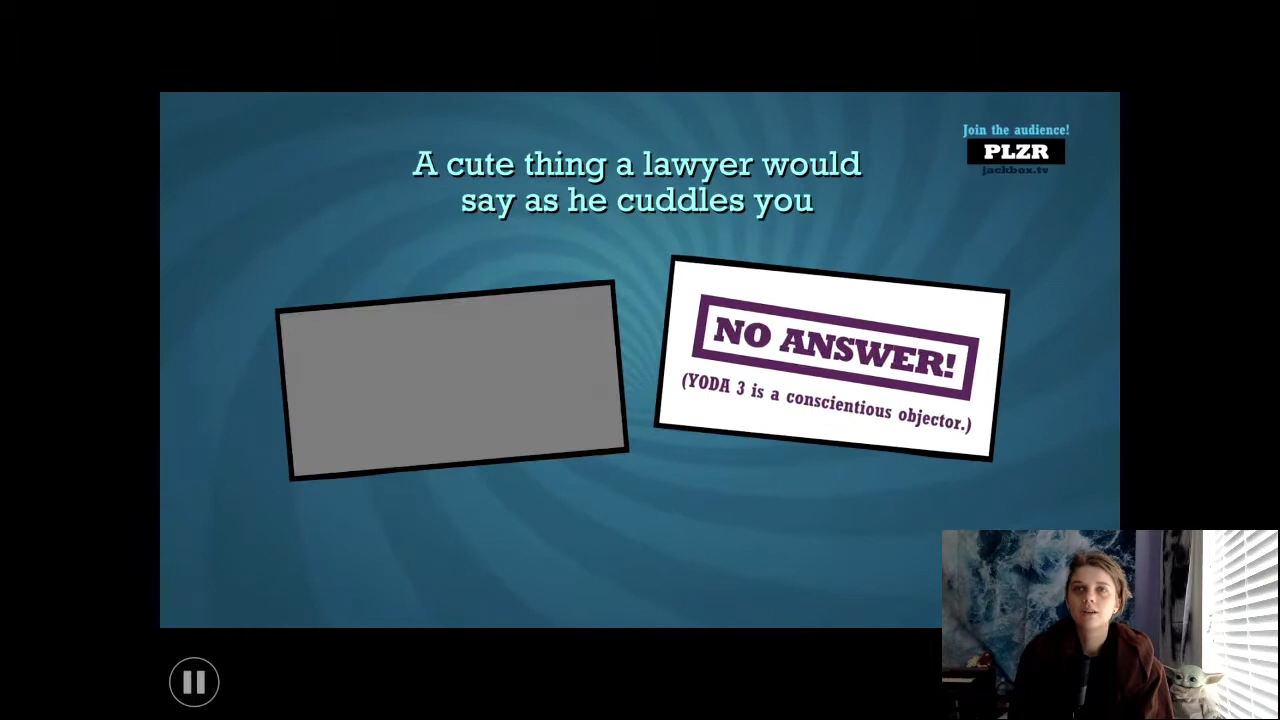 Join the audience!
PLZR
jackbox.tv
A cute thing a lawyer would
say as he cuddles you
NO ANSWER!
(YODA 3 is a conscientious objector.)